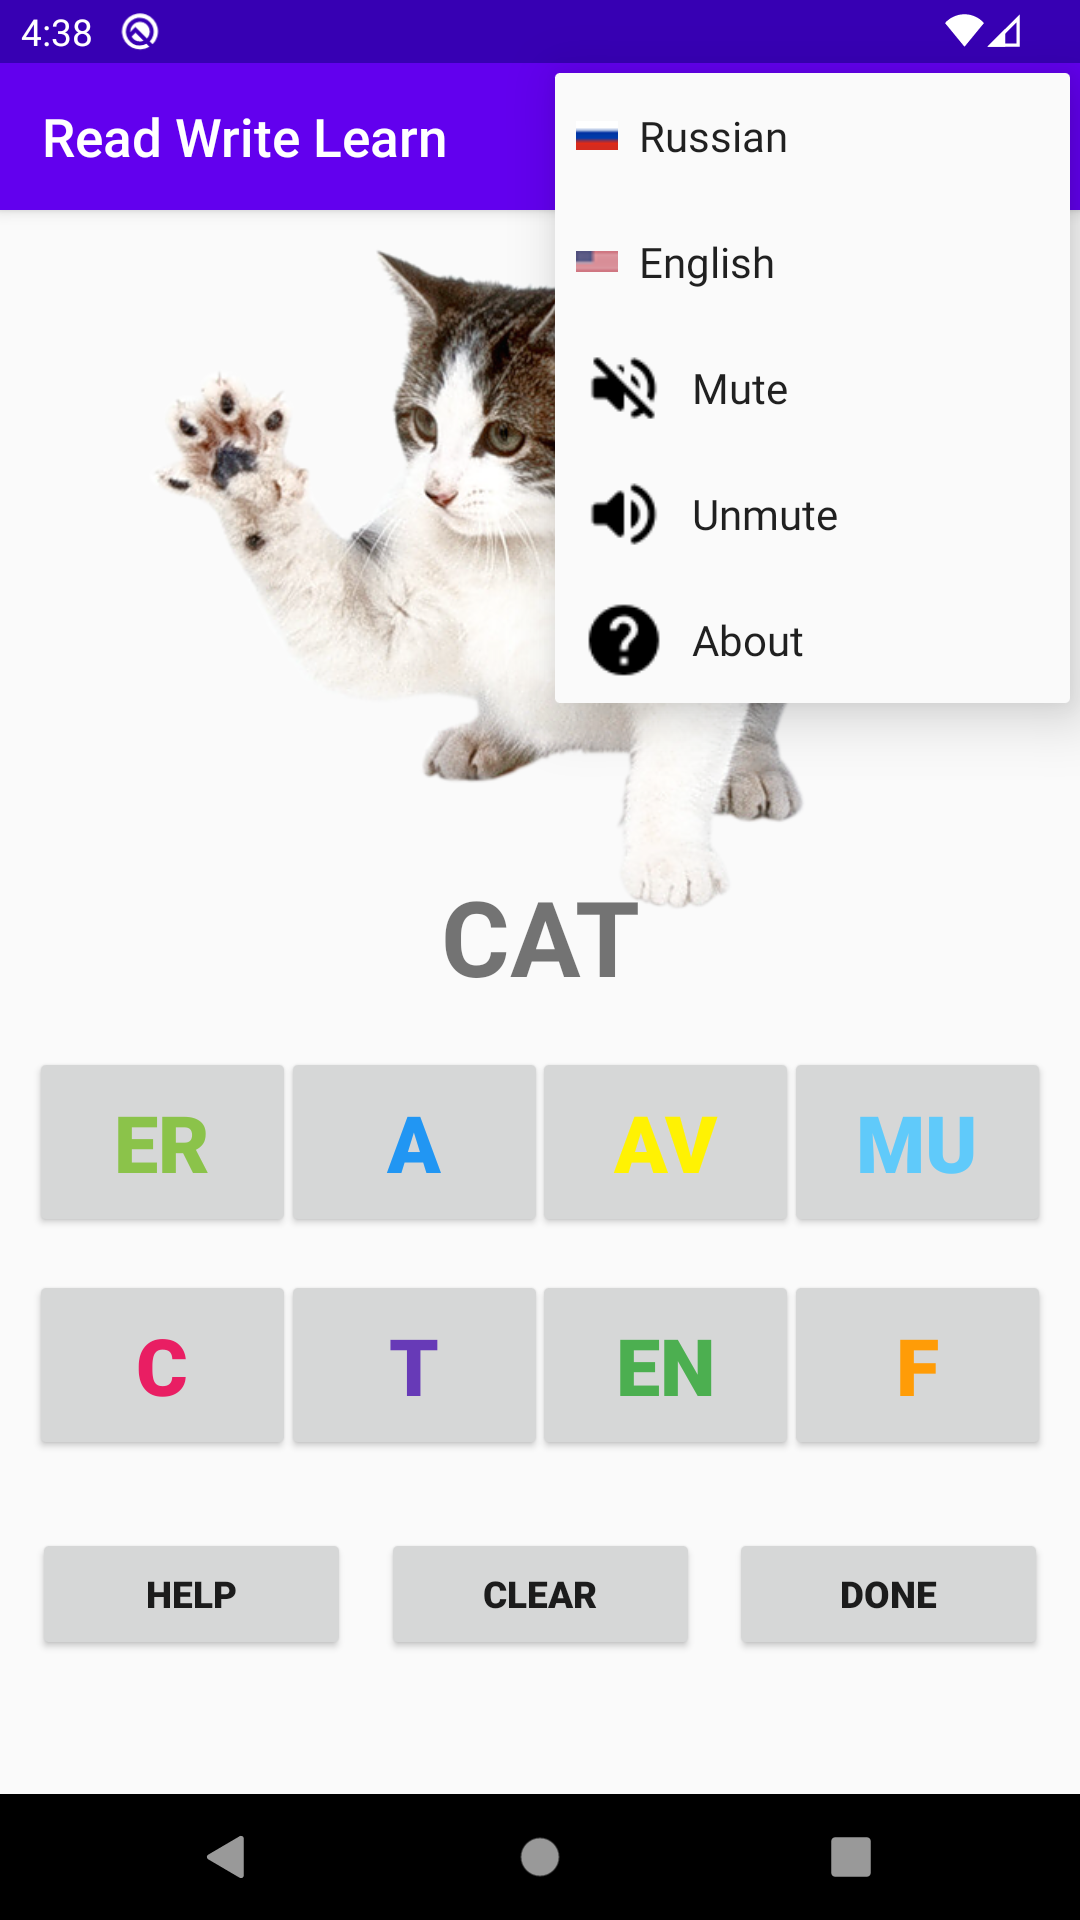 4:38
Read Write Learn
Russian
English
Mute
Unmute
About
CAT
ER A AV MU
C T EN F
HELP CLEAR DONE